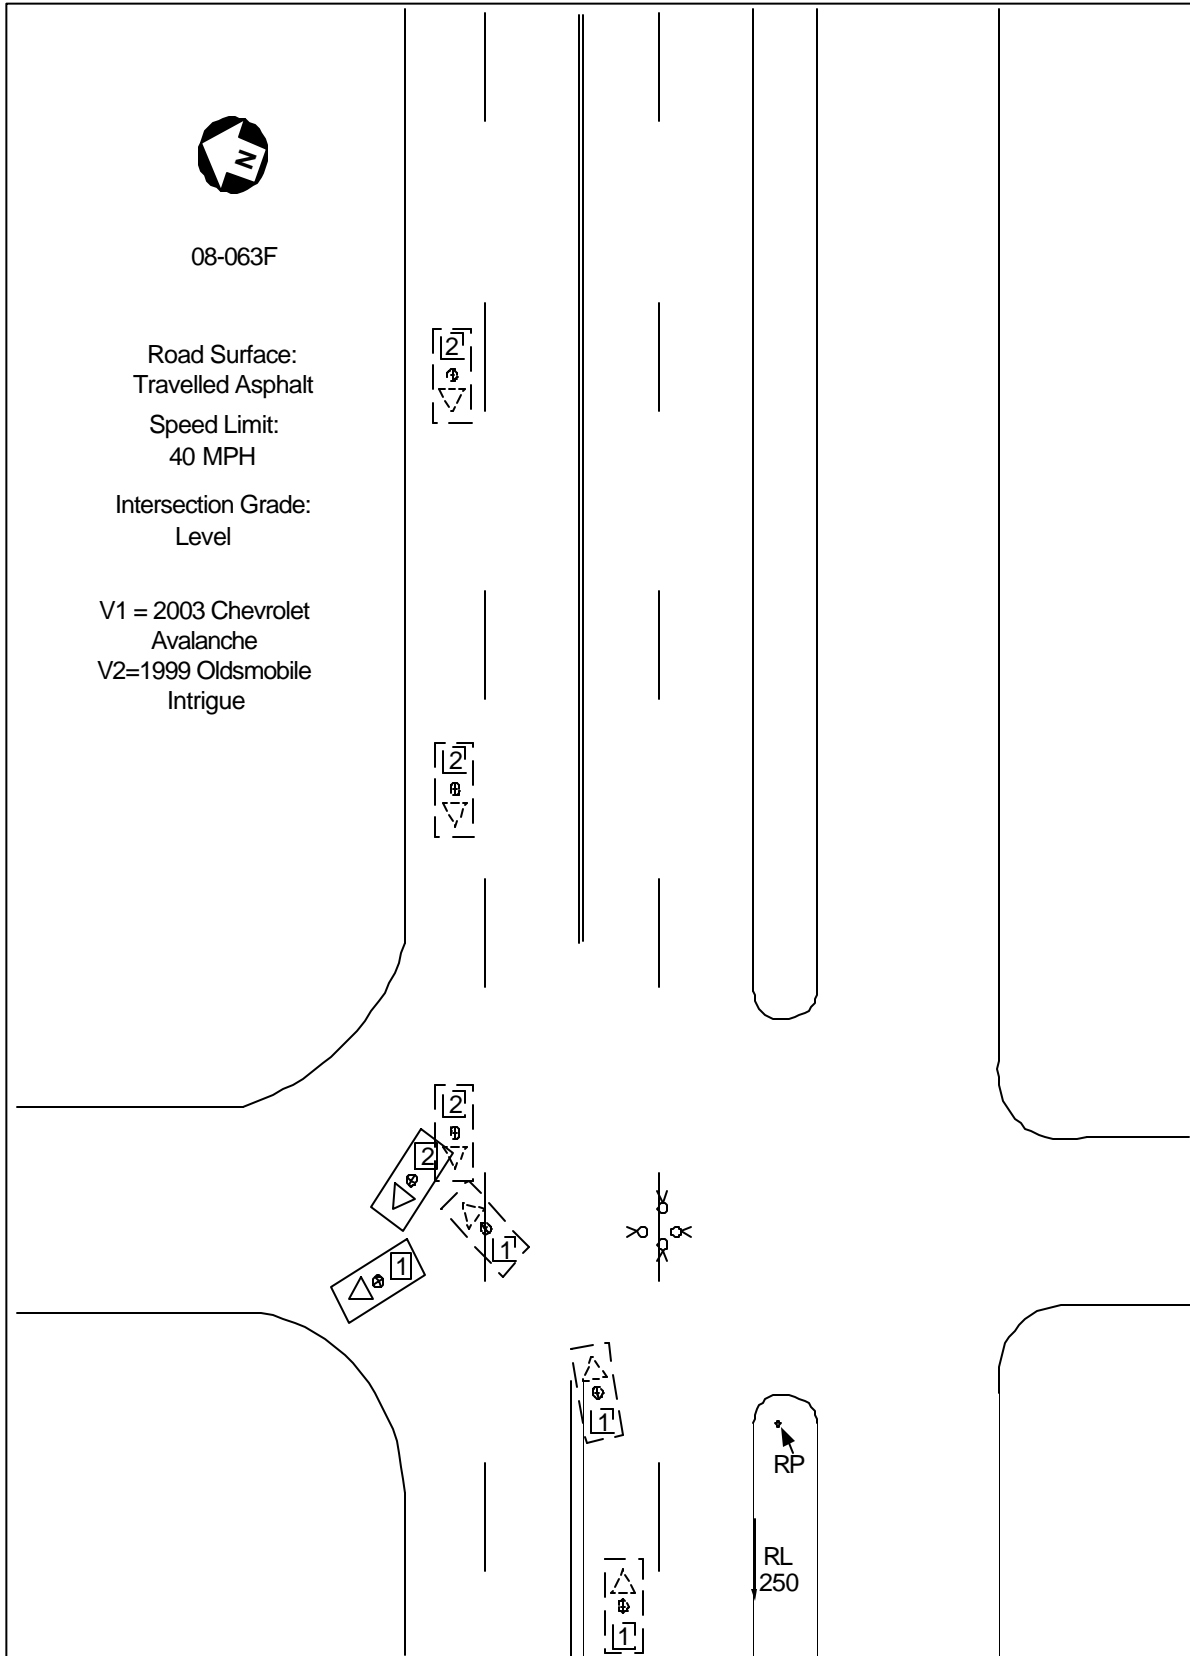 N
08-063F
Road Surface:
Travelled Asphalt
Speed Limit:
40 MPH
Intersection Grade:
Level
V1 = 2003 Chevrolet
Avalanche
V2=1999 Oldsmobile
Intrigue
2
2
2
2
1
1
1
RP
RL
250
1